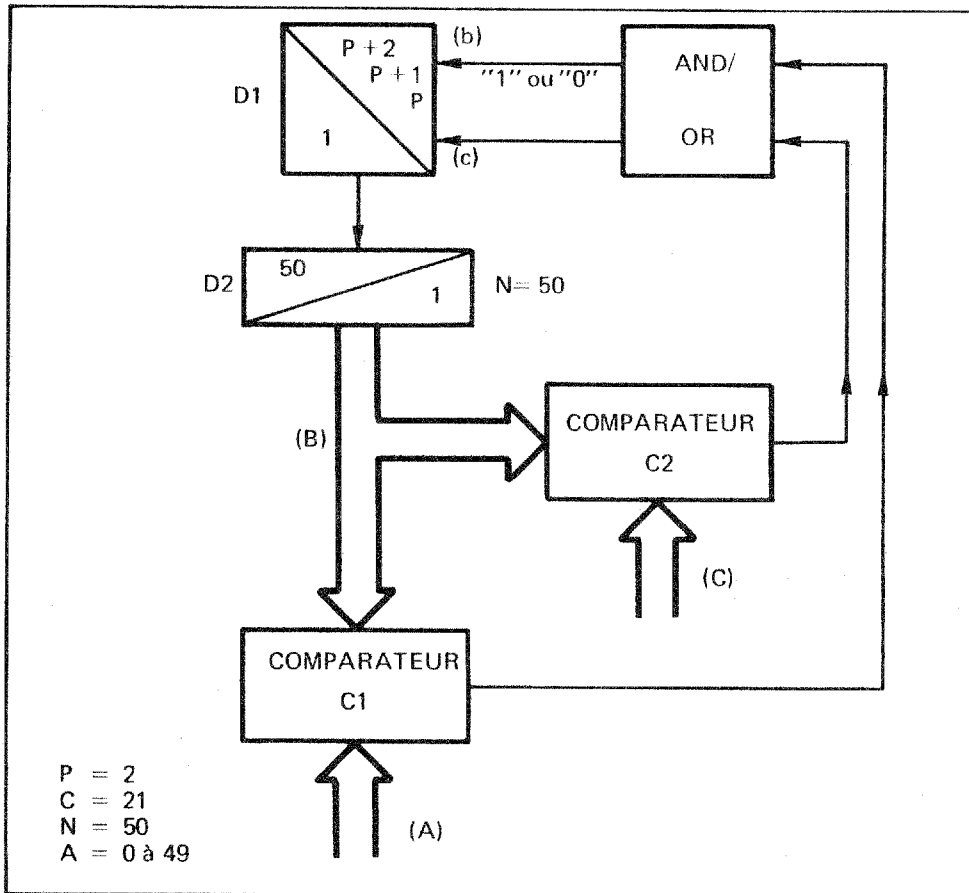 D1
P + 2
P + 1
P
1
(b)
"1" ou "0"
(c)
AND/
OR
D2
50
1
N= 50
(B)
COMPARATEUR
C2
(C)
COMPARATEUR
C1
(A)
P = 2
C = 21
N = 50
A = 0 à 49